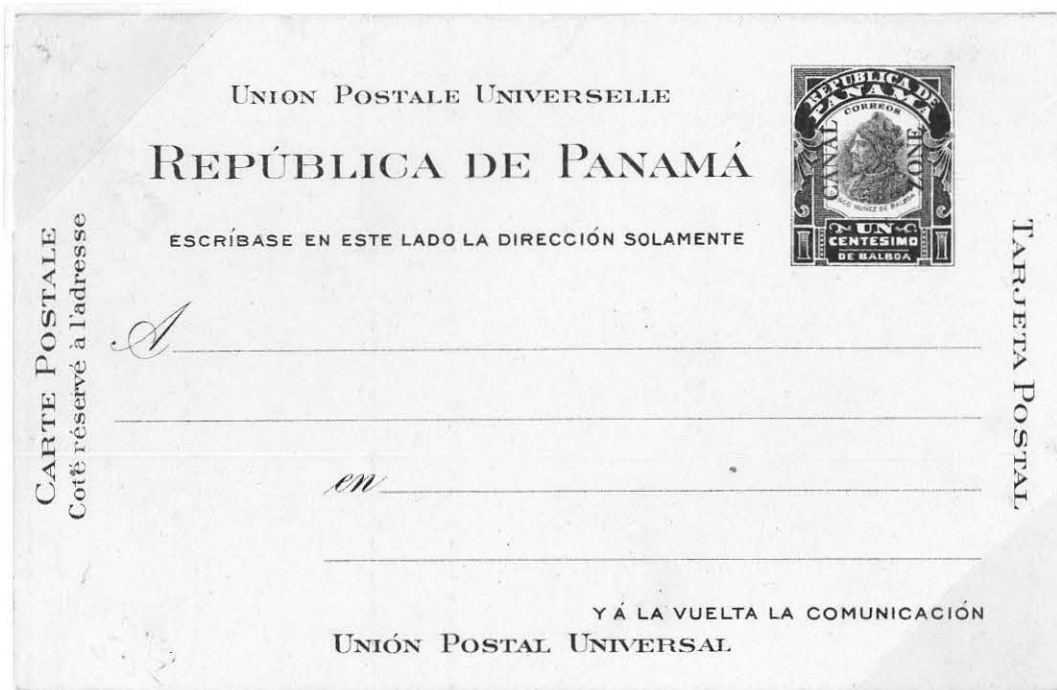 UNION POSTALE UNIVERSELLE
REPÚBLICA DE PANAMÁ
ESCRÍBASE EN ESTE LADO LA DIRECCIÓN SOLAMENTE
REPUBLICA DE
PANAMA
CORREOS
CANAL
ZONE
NUÑEZ DE BALBOA
UN
CENTESIMO
DE BALBOA
1 1
CARTE POSTALE
Coté réservé à l'adresse
A
en
TARJETA POSTAL
Y Á LA VUELTA LA COMUNICACIÓN
UNIÓN POSTAL UNIVERSAL